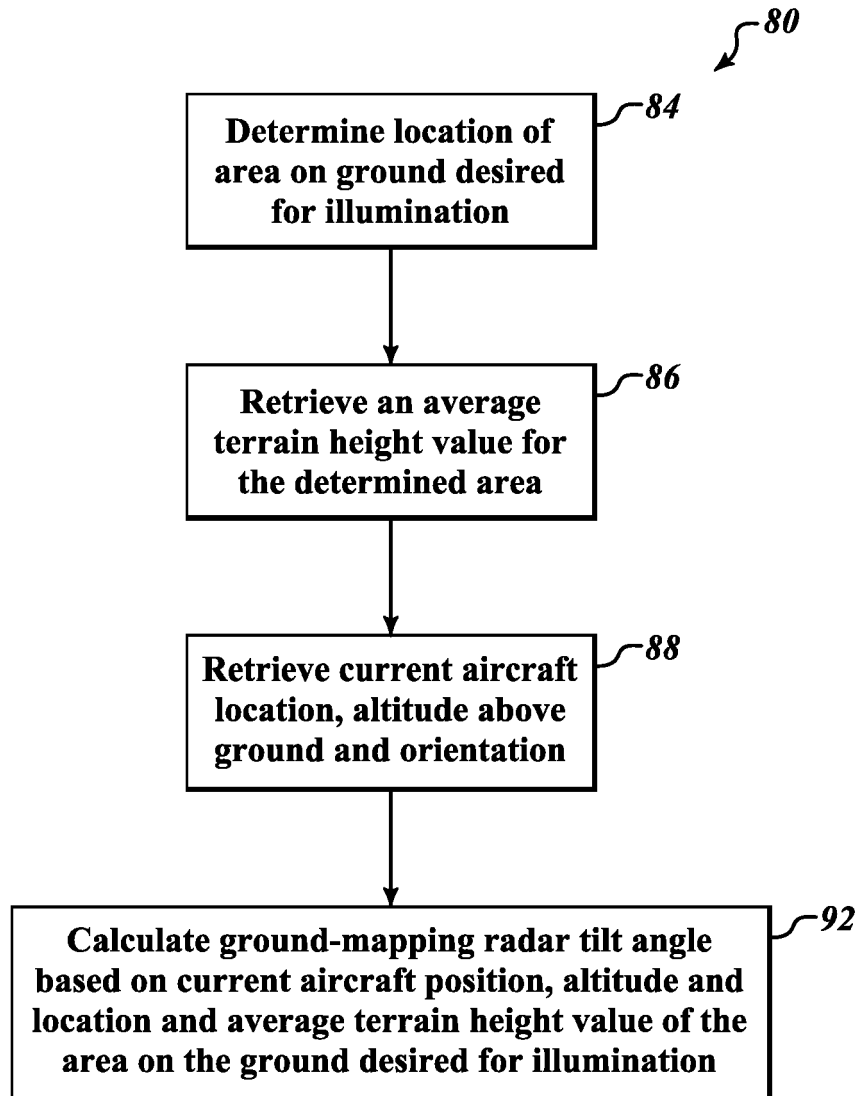 80
84
Determine location of
area on ground desired
for illumination
86
Retrieve an average
terrain height value for
the determined area
88
Retrieve current aircraft
location, altitude above
ground and orientation
92
Calculate ground-mapping radar tilt angle
based on current aircraft position, altitude and
location and average terrain height value of the
area on the ground desired for illumination